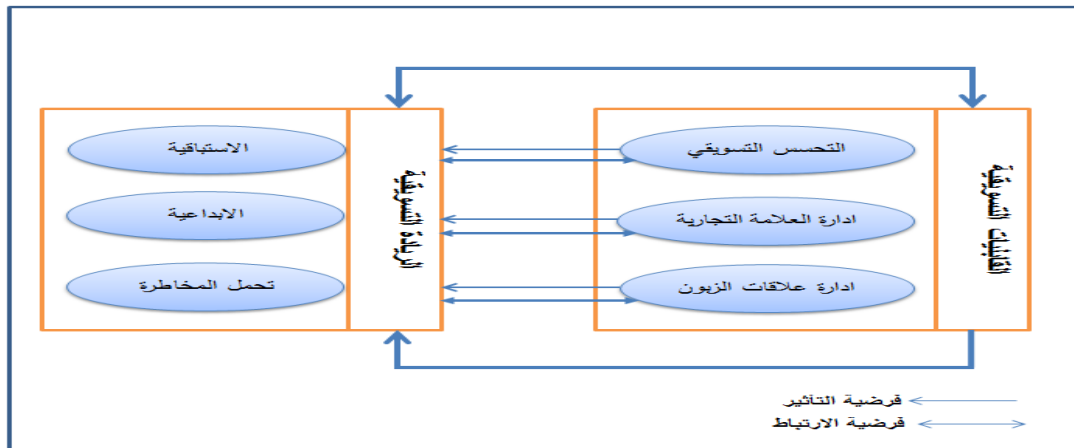 القابليات التسويقية
التحسس التسويقي
ادارة العلامة التجارية
ادارة علاقات الزبون
الريادة التسويقية
الاستباقية
الابداعية
تحمل المخاطرة
فرضية التأثير
فرضية الارتباط